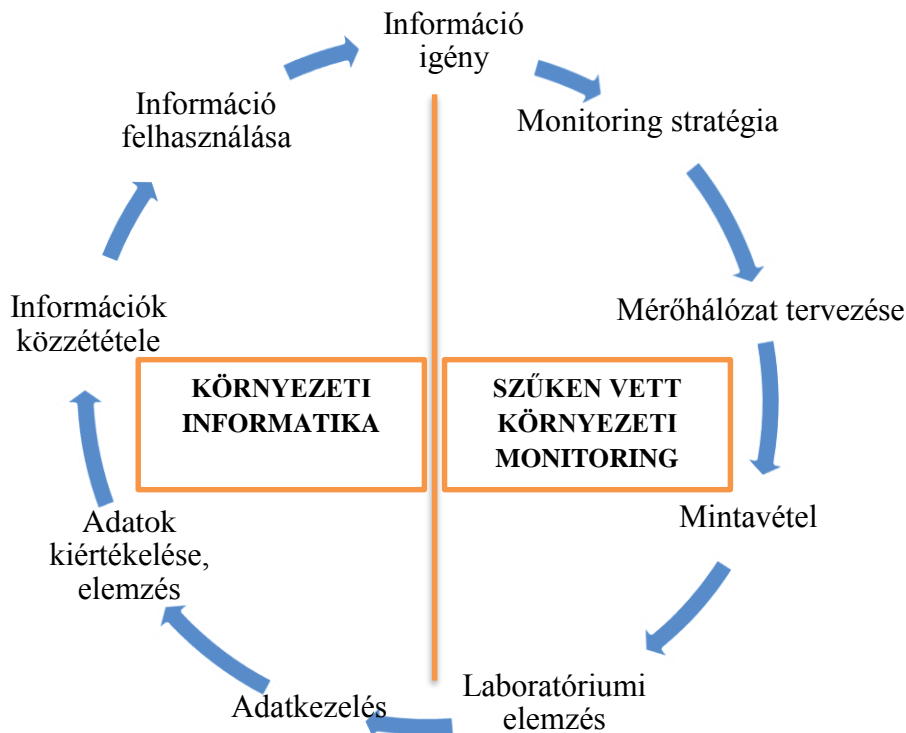 Információ
igény
Monitoring stratégia
Mérőhálózat tervezése
Mintavétel
Laboratóriumi
elemzés
Adatkezelés
Adatok
kiértékelése,
elemzés
Információk
közzététele
Információ
felhasználása
KÖRNYEZETI
INFORMATIKA
SZŰKEN VETT
KÖRNYEZETI
MONITORING